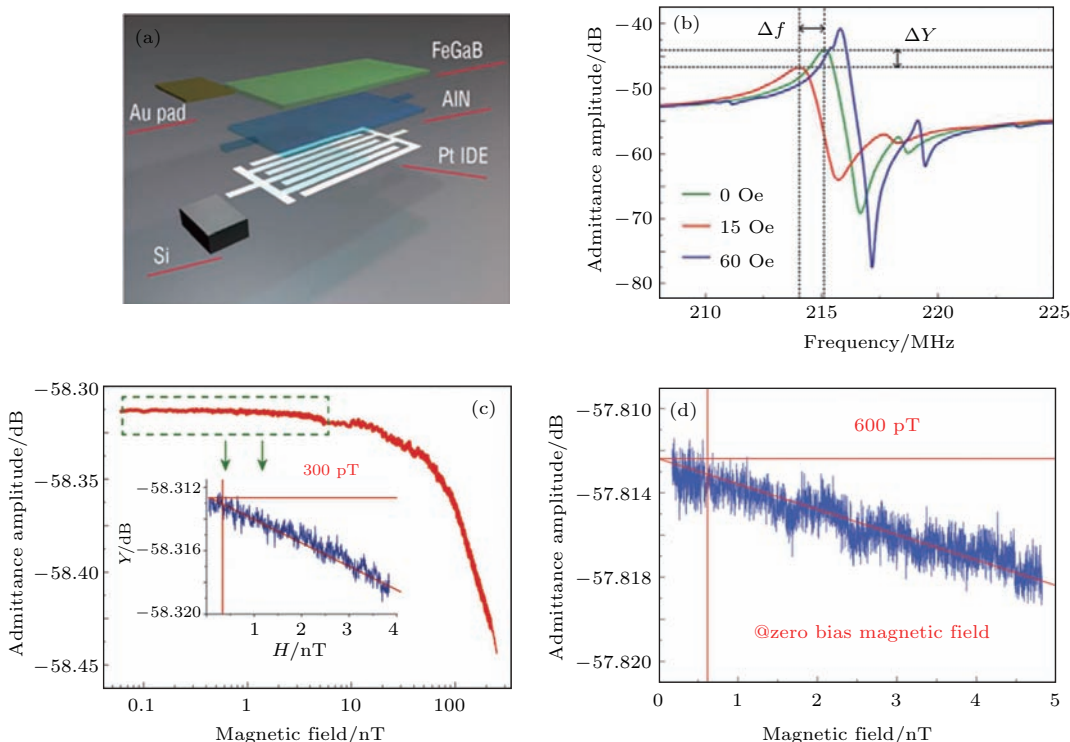 (a)
FeGaB
AlN
Au pad
Pt IDE
Si
(b)
Δf
ΔY
Admittance amplitude/dB
−40
−50
−60
−70
−80
0 Oe
15 Oe
60 Oe
210
215
220
225
Frequency/MHz
(c)
Admittance amplitude/dB
−58.30
−58.35
−58.40
−58.45
300 pT
Y/dB
−58.312
−58.316
−58.320
1
2
3
4
H/nT
0.1
1
10
100
Magnetic field/nT
(d)
Admittance amplitude/dB
−57.810
−57.814
−57.818
−57.820
600 pT
@zero bias magnetic field
0
1
2
3
4
5
Magnetic field/nT